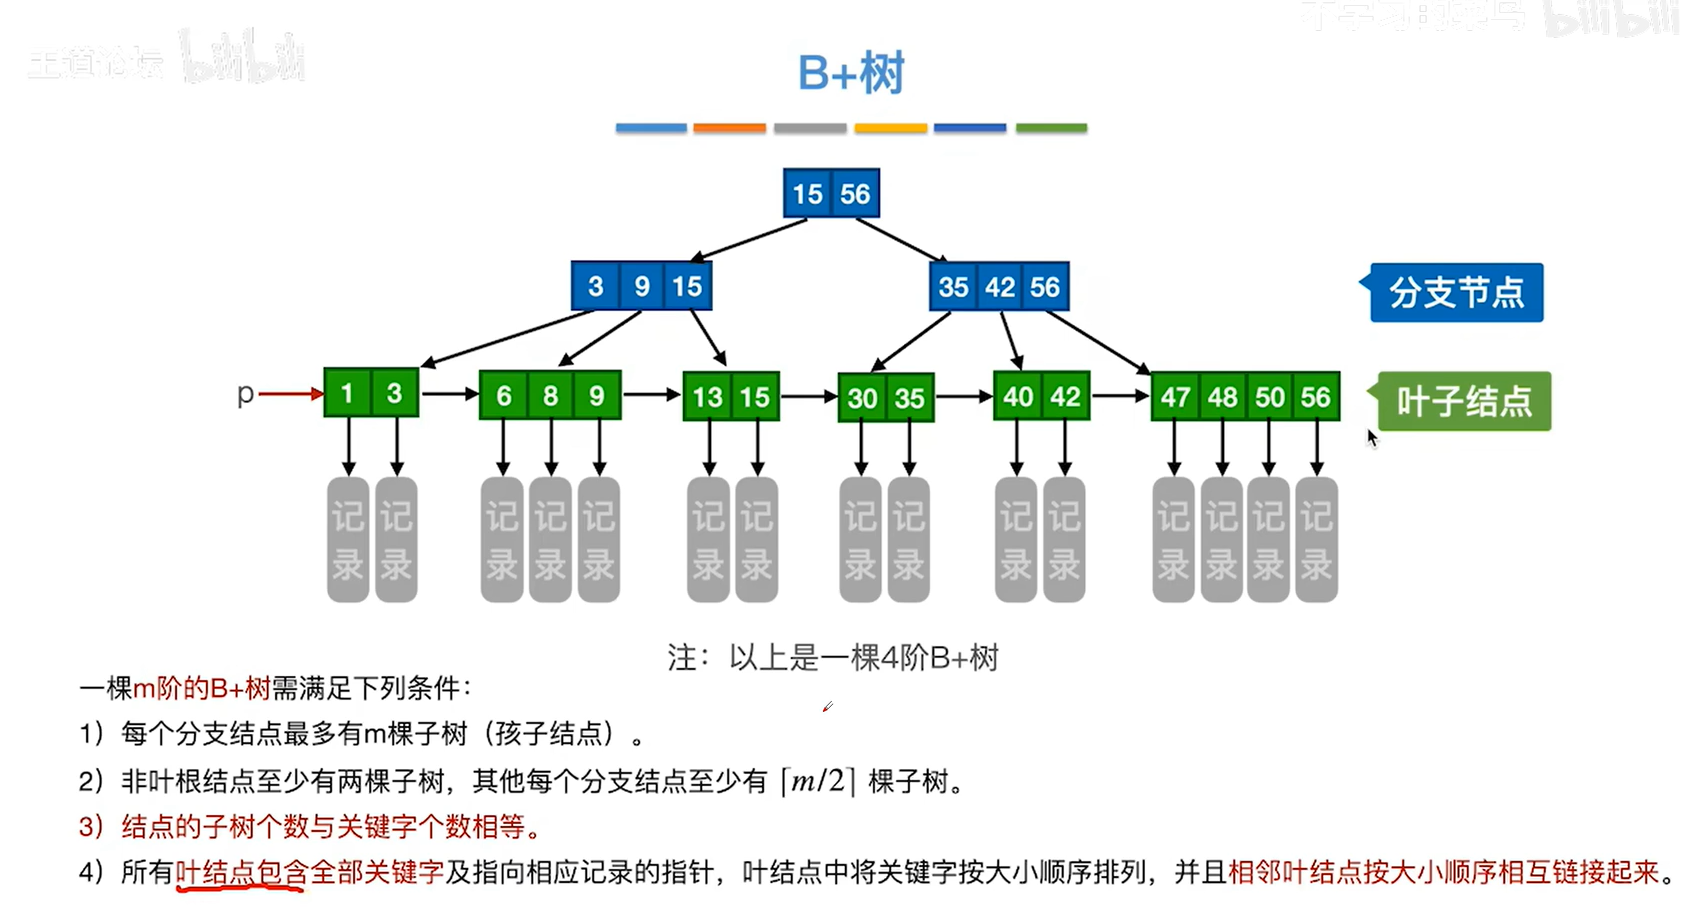 王道论坛 bilibili
不学习的菜鸟 bilibili
B+树
15 56
3 9 15
35 42 56
分支节点
p
1 3
6 8 9
13 15
30 35
40 42
47 48 50 56
叶子结点
记录 记录 记录 记录 记录 记录 记录 记录 记录 记录 记录 记录 记录 记录 记录
注：以上是一棵4阶B+树
一棵m阶的B+树需满足下列条件：
1）每个分支结点最多有m棵子树（孩子结点）。
2）非叶根结点至少有两棵子树，其他每个分支结点至少有 ⌈m/2⌉ 棵子树。
3）结点的子树个数与关键字个数相等。
4）所有叶结点包含全部关键字及指向相应记录的指针，叶结点中将关键字按大小顺序排列，并且相邻叶结点按大小顺序相互链接起来。